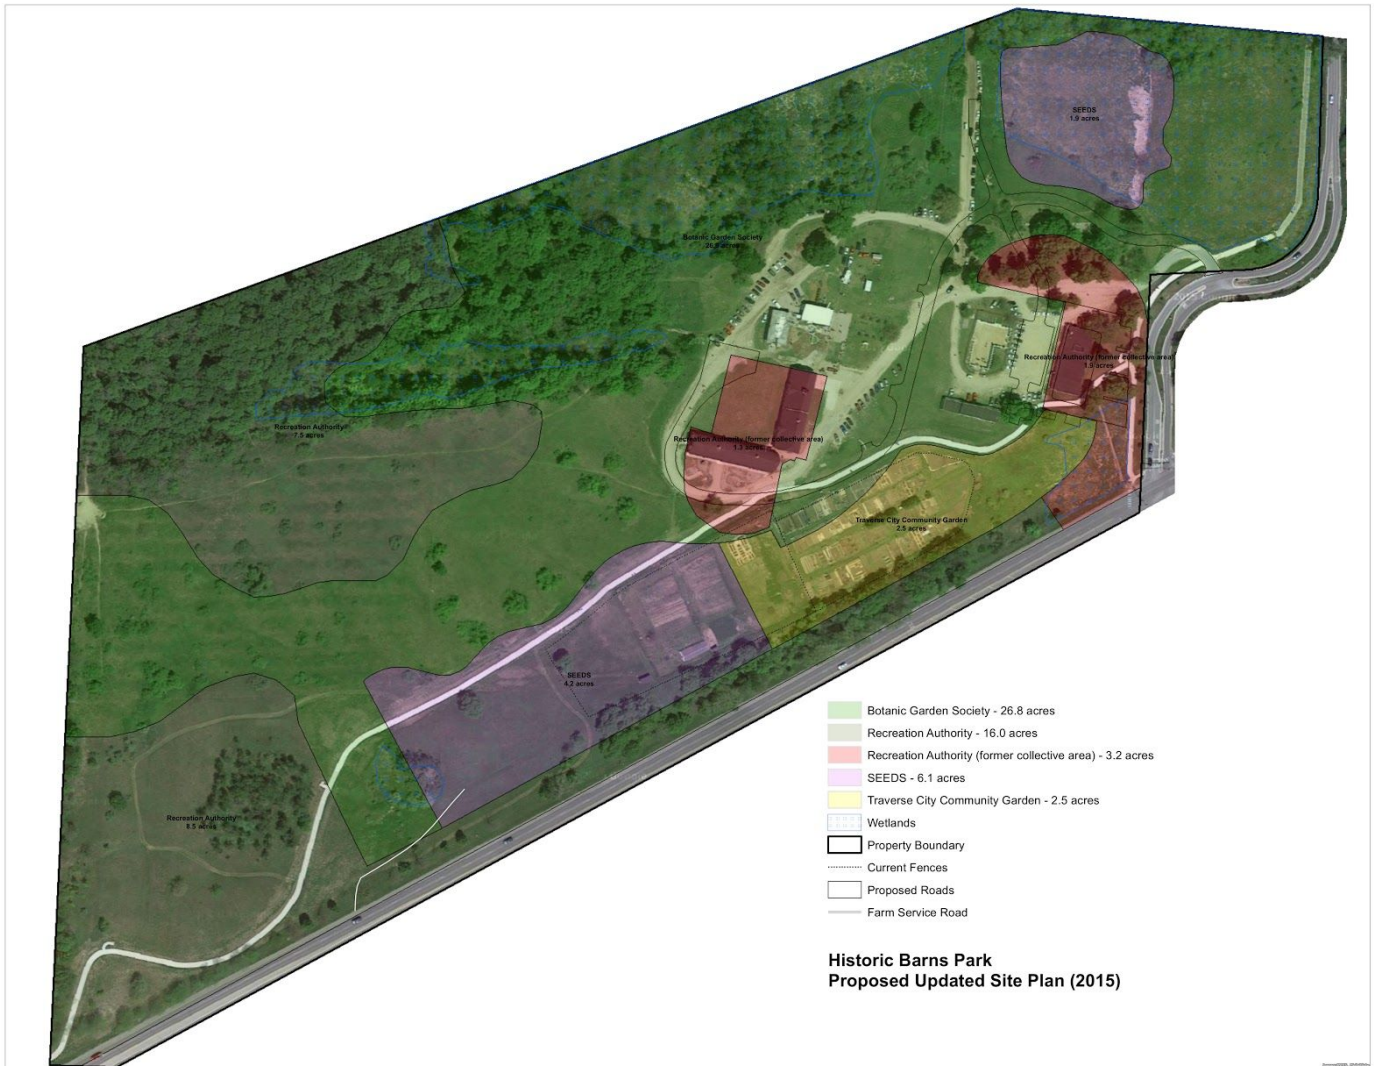 SEEDS
1.9 acres
Botanic Garden Society
26.8 acres
Recreation Authority (former collective area)
1.9 acres
Recreation Authority
7.5 acres
Recreation Authority (former collective area)
1.3 acres
Traverse City Community Garden
2.5 acres
SEEDS
4.2 acres
Recreation Authority
8.5 acres
Botanic Garden Society - 26.8 acres
Recreation Authority - 16.0 acres
Recreation Authority (former collective area) - 3.2 acres
SEEDS - 6.1 acres
Traverse City Community Garden - 2.5 acres
Wetlands
Property Boundary
Current Fences
Proposed Roads
Farm Service Road
Historic Barns Park
Proposed Updated Site Plan (2015)